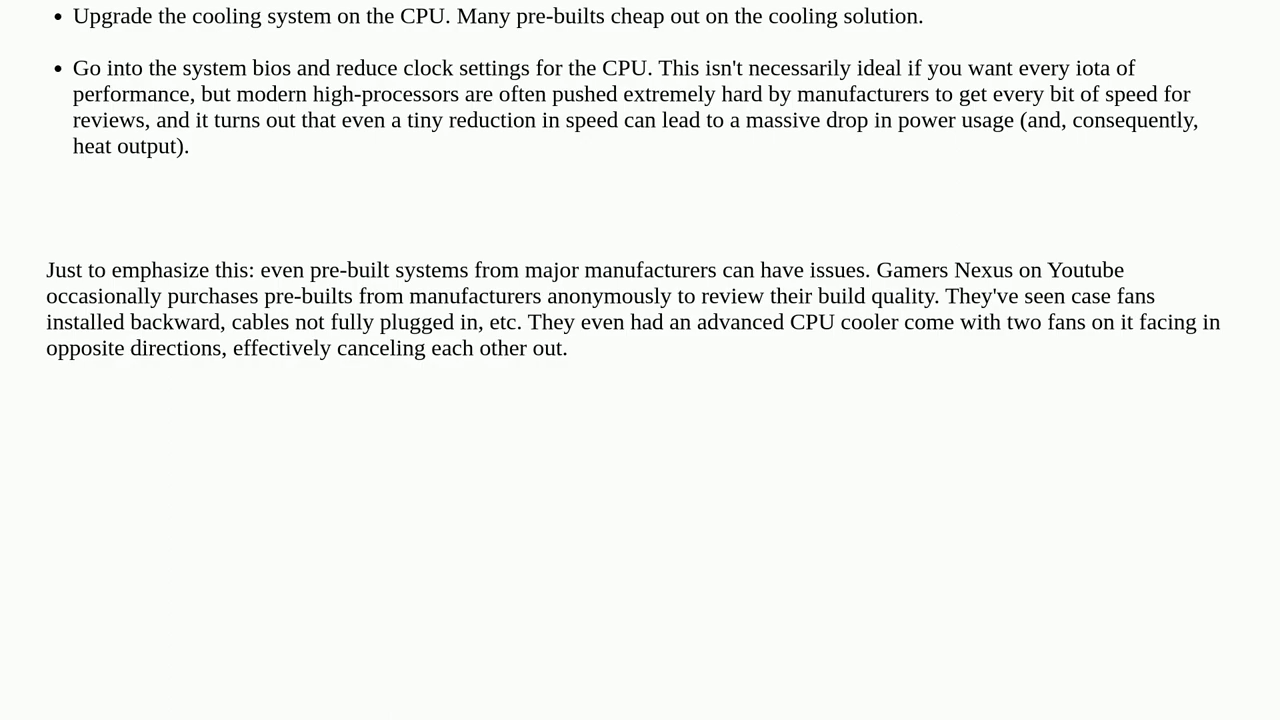 • Upgrade the cooling system on the CPU. Many pre-builts cheap out on the cooling solution.
• Go into the system bios and reduce clock settings for the CPU. This isn't necessarily ideal if you want every iota of
performance, but modern high-processors are often pushed extremely hard by manufacturers to get every bit of speed for
reviews, and it turns out that even a tiny reduction in speed can lead to a massive drop in power usage (and, consequently,
heat output).
Just to emphasize this: even pre-built systems from major manufacturers can have issues. Gamers Nexus on Youtube
occasionally purchases pre-builts from manufacturers anonymously to review their build quality. They've seen case fans
installed backward, cables not fully plugged in, etc. They even had an advanced CPU cooler come with two fans on it facing in
opposite directions, effectively canceling each other out.